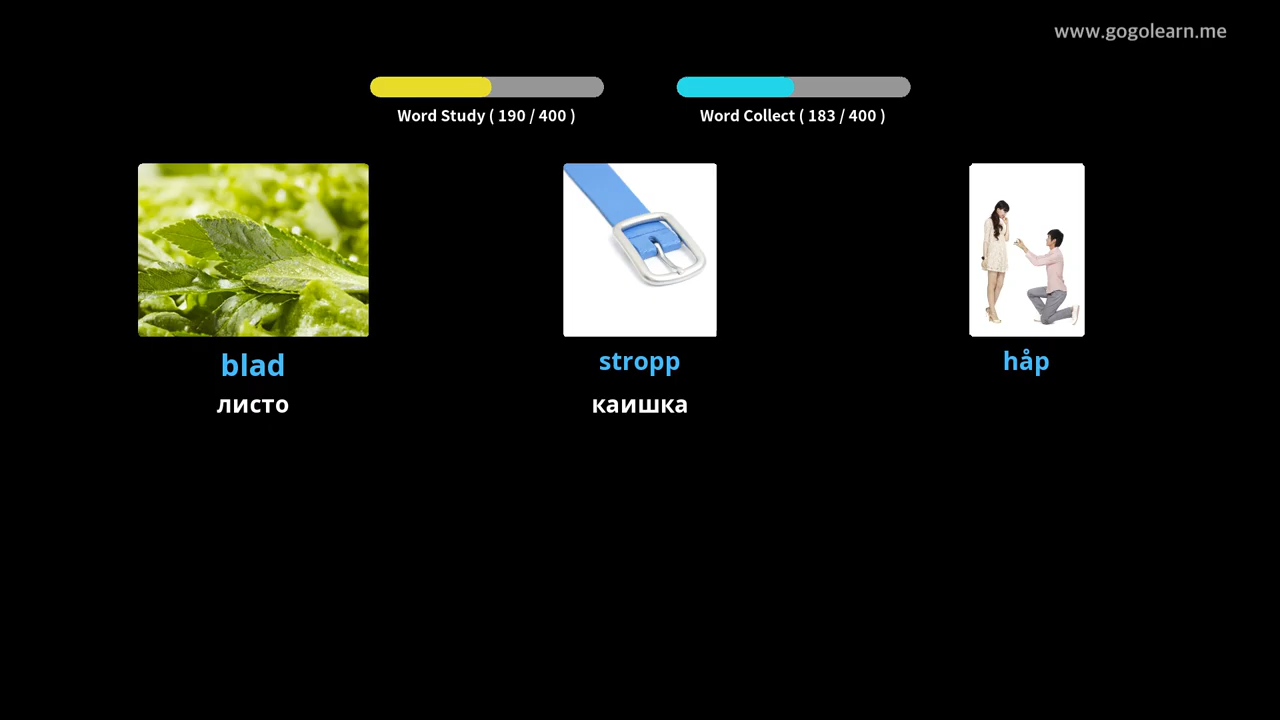 www.gogolearn.me
Word Study ( 190 / 400 )
Word Collect ( 183 / 400 )
blad
stropp
håp
листо
каишка